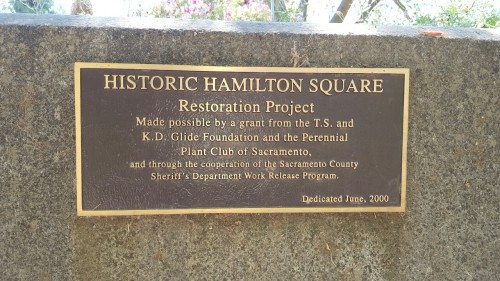 HISTORIC HAMILTON SQUARE
Restoration Project
Made possible by a grant from the T.S. and
K.D. Glide Foundation and the Perennial
Plant Club of Sacramento,
and through the cooperation of the Sacramento County
Sheriff's Department Work Release Program.
Dedicated June, 2000